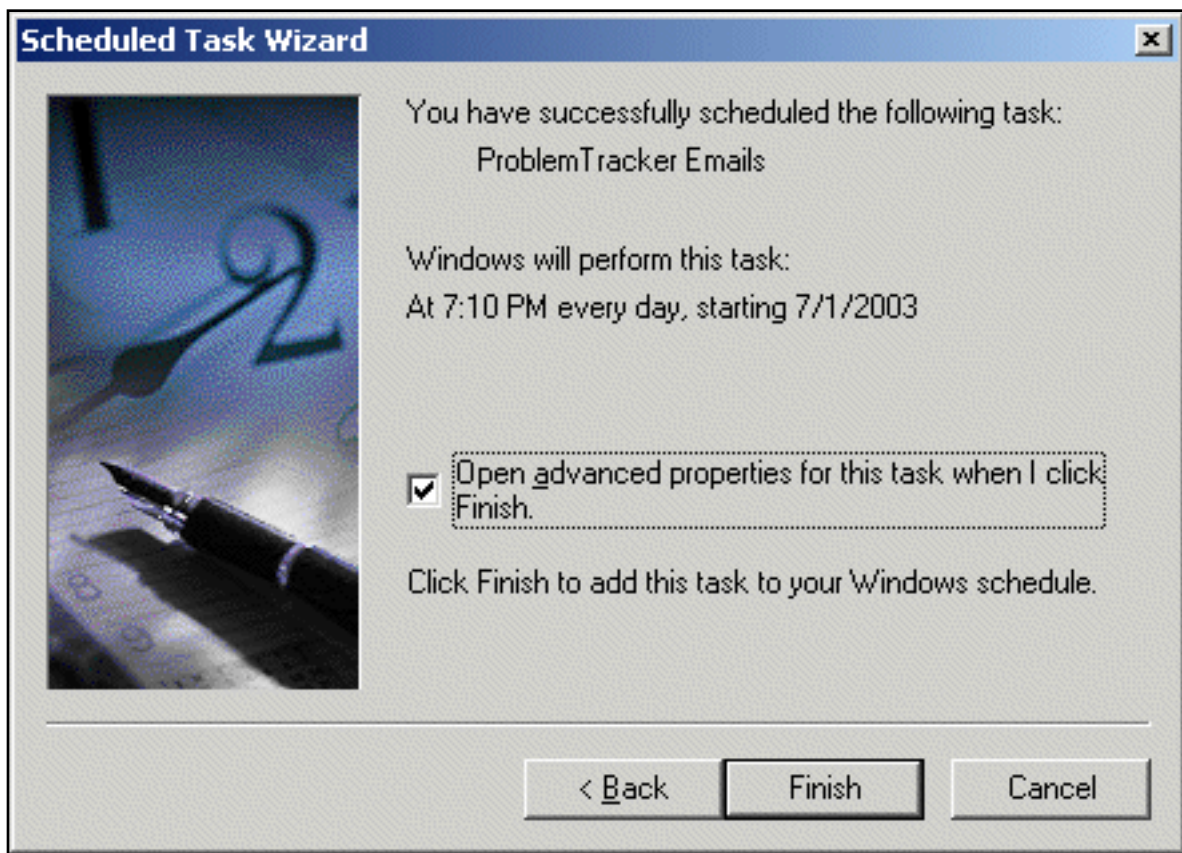 Scheduled Task Wizard
You have successfully scheduled the following task:
ProblemTracker Emails
Windows will perform this task:
At 7:10 PM every day, starting 7/1/2003
Open advanced properties for this task when I click
Finish.
Click Finish to add this task to your Windows schedule.
< Back
Finish
Cancel